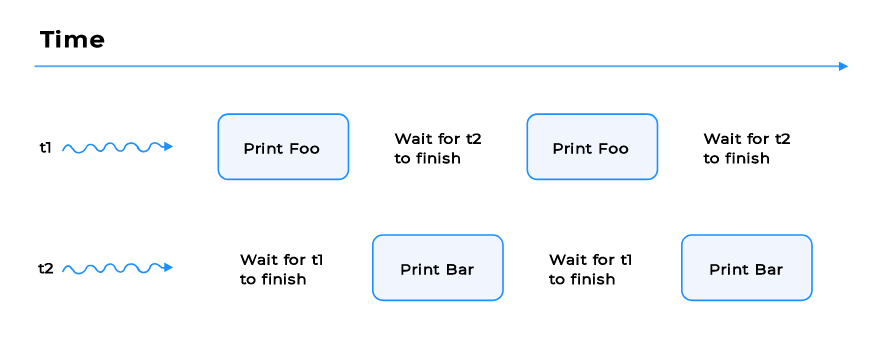 Time
t1
Print Foo
Wait for t2
to finish
Print Foo
Wait for t2
to finish
t2
Wait for t1
to finish
Print Bar
Wait for t1
to finish
Print Bar